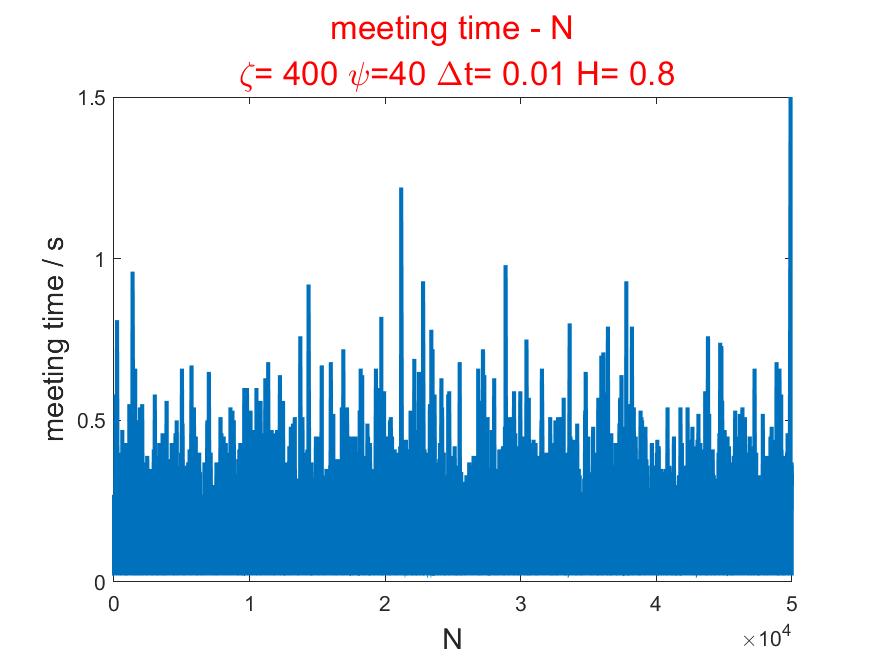 meeting time - N
ζ= 400 ψ=40 Δt= 0.01 H= 0.8
1.5
1
0.5
0
meeting time / s
0 1 2 3 4 5
×10⁴
N